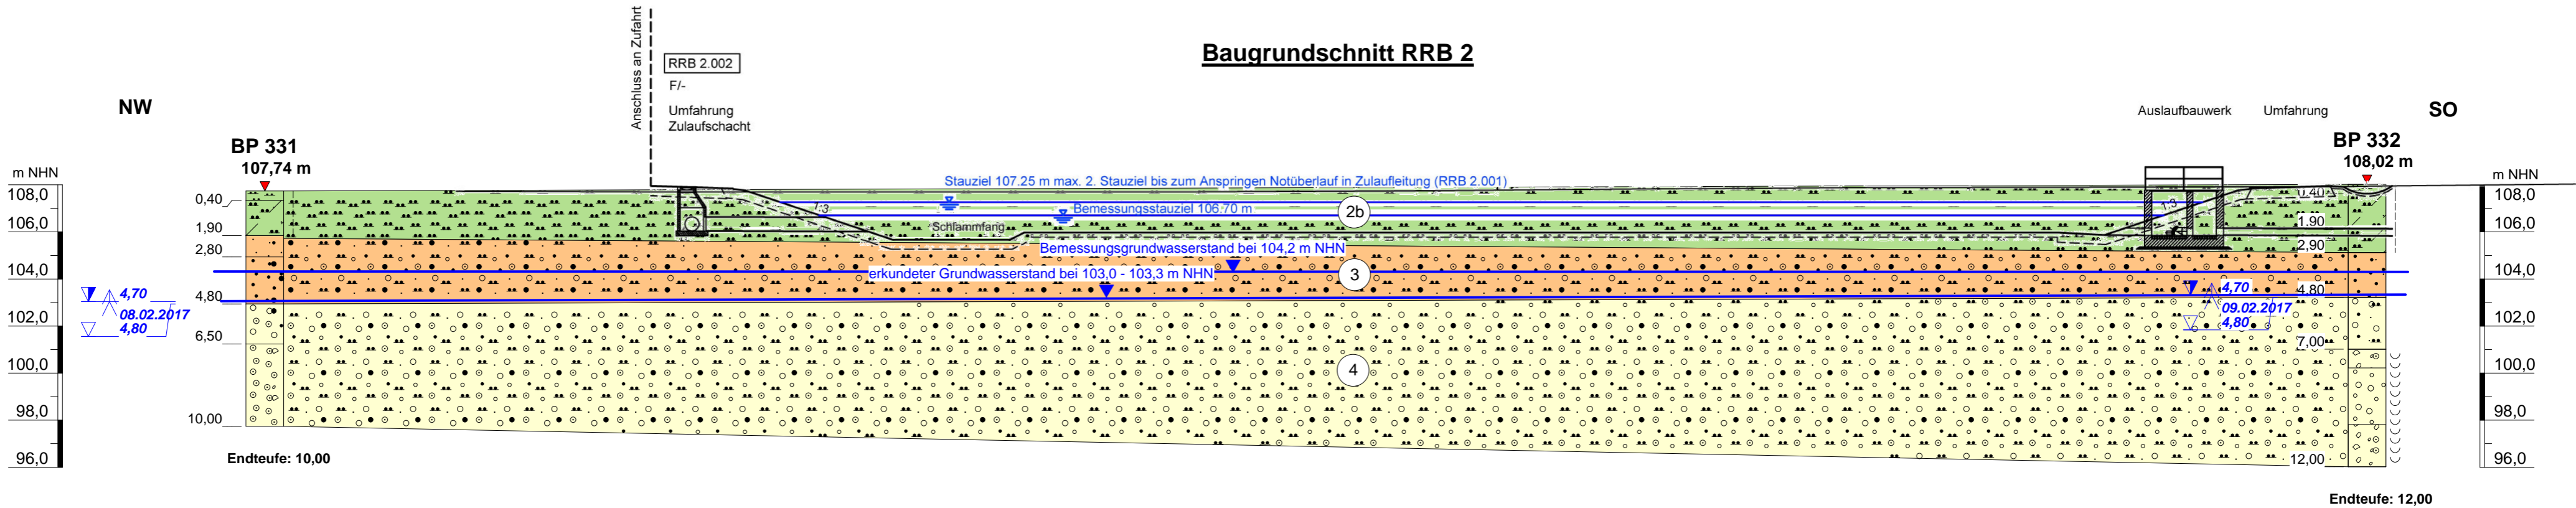 Baugrundschnitt RRB 2
Anschluss an Zufahrt
RRB 2.002
F/-
Umfahrung
Zulaufschacht
NW
Auslaufbauwerk
Umfahrung
SO
BP 331
107,74 m
BP 332
108,02 m
m NHN
108,0
106,0
104,0
102,0
100,0
98,0
96,0
4,70
08.02.2017
4,80
0,40
1,90
2,80
4,80
6,50
10,00
Endteufe: 10,00
Stauziel 107.25 m max. 2. Stauziel bis zum Anspringen Notüberlauf in Zulaufleitung (RRB 2.001)
1:3
Bemessungsstauziel 106.70 m
2b
Schlammfang
Bemessungsgrundwasserstand bei 104,2 m NHN
erkundeter Grundwasserstand bei 103,0 - 103,3 m NHN
3
4
1:3
0,40
1,90
2,90
4,80
7,00
12,00
4,70
09.02.2017
4,80
m NHN
108,0
106,0
104,0
102,0
100,0
98,0
96,0
Endteufe: 12,00